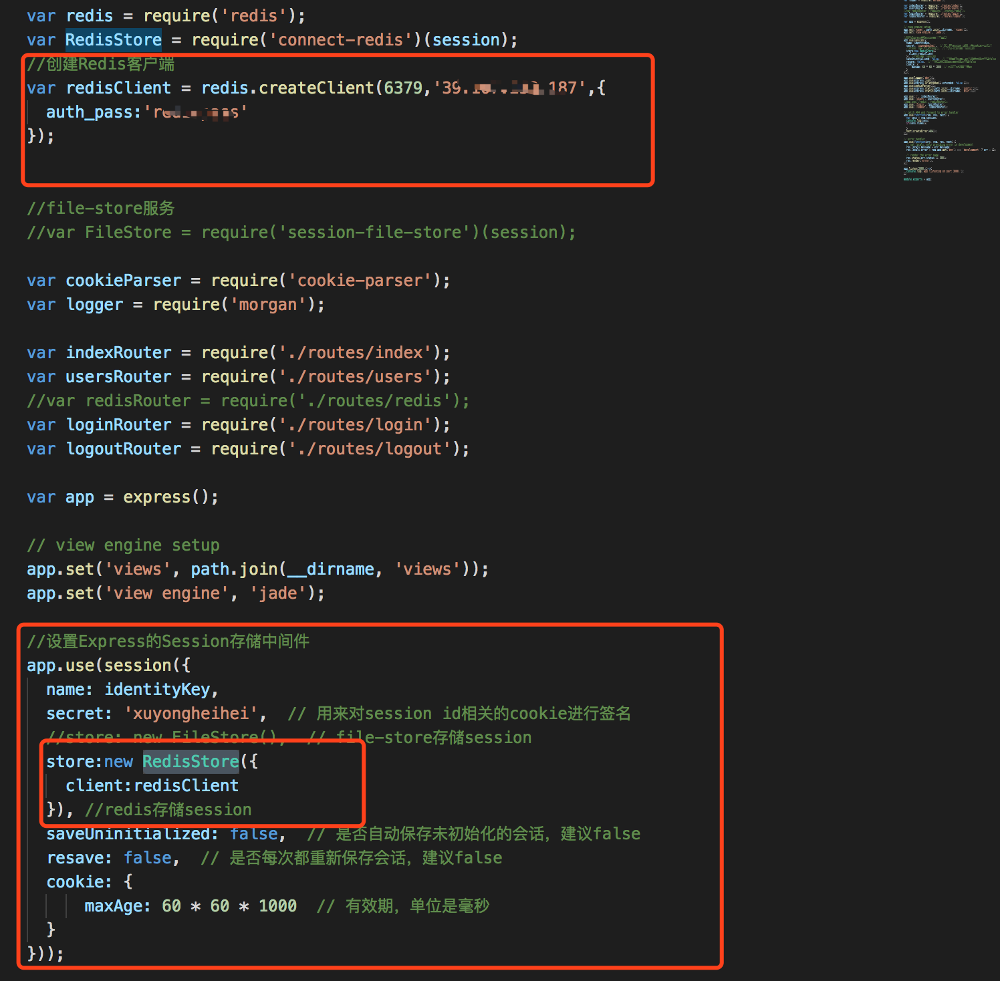 var redis = require('redis');
var RedisStore = require('connect-redis')(session);
//创建Redis客户端
var redisClient = redis.createClient(6379,'39. 187',{
auth_pass:'
});
//file-store服务
//var FileStore = require('session-file-store')(session);
var cookieParser = require('cookie-parser');
var logger = require('morgan');
var indexRouter = require('./routes/index');
var usersRouter = require('./routes/users');
//var redisRouter = require('./routes/redis');
var loginRouter = require('./routes/login');
var logoutRouter = require('./routes/logout');
var app = express();
// view engine setup
app.set('views', path.join(__dirname, 'views'));
app.set('view engine', 'jade');
//设置Express的Session存储中间件
app.use(session({
name: identityKey,
secret: 'xuyongheihei',  // 用来对session id相关的cookie进行签名
//store: new FileStore(),  // file-store存储session
store:new RedisStore({
client:redisClient
}), //redis存储session
saveUninitialized: false,  // 是否自动保存未初始化的会话，建议false
resave: false,  // 是否每次都重新保存会话，建议false
cookie: {
maxAge: 60 * 60 * 1000  // 有效期，单位是毫秒
}
}));